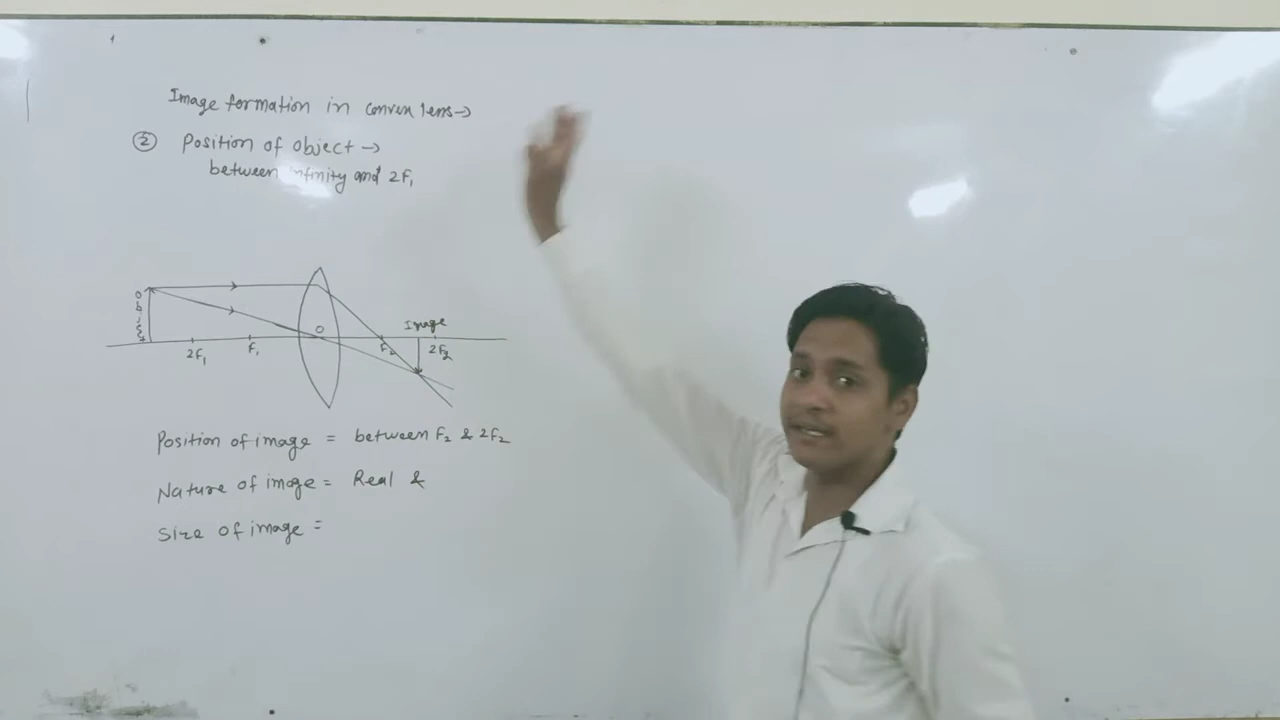 Image formation in convex lens→
② Position of object →
between infinity and 2F₁
Object
Image
O
2F₁ F₁ F₂ 2F₂
Position of image = between F₂ & 2F₂
Nature of image = Real &
Size of image =